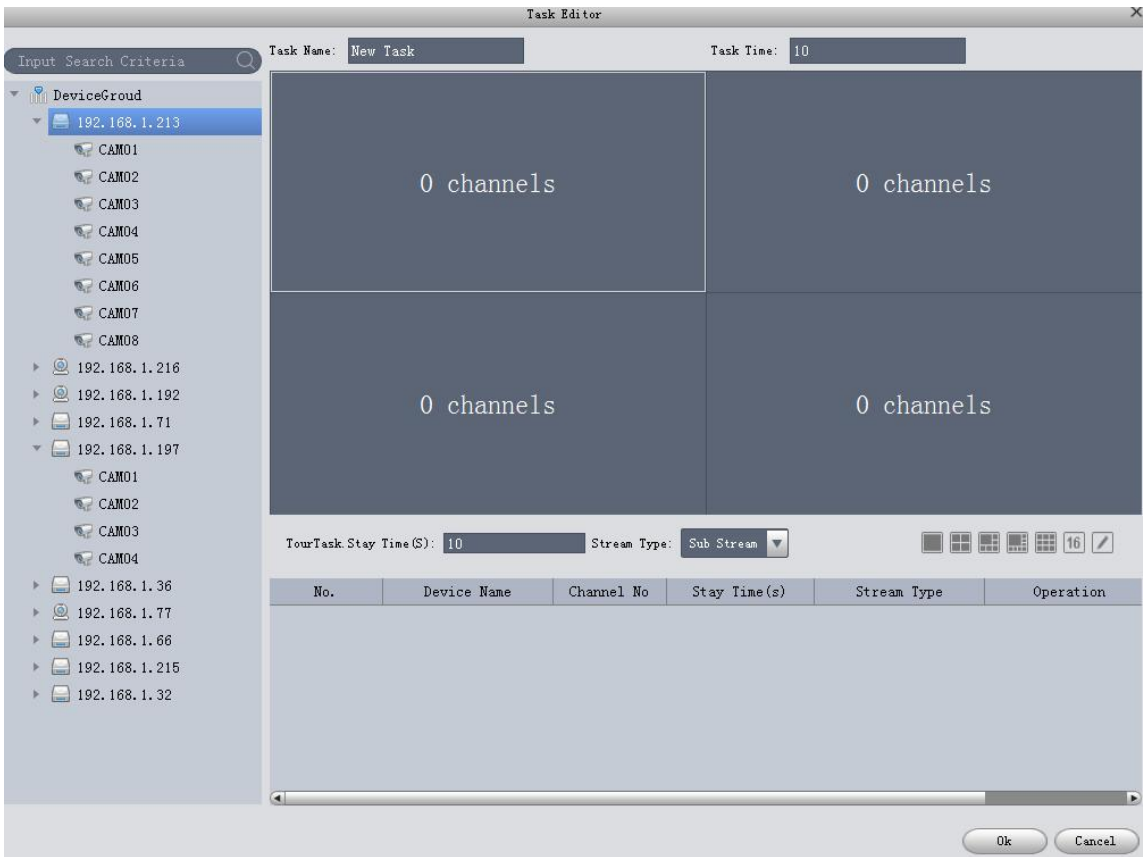 Task Editor
Input Search Criteria
Task Name: New Task Task Time: 10
DeviceGroud
192.168.1.213
CAM01
CAM02
CAM03
CAM04
CAM05
CAM06
CAM07
CAM08
192.168.1.216
192.168.1.192
192.168.1.71
192.168.1.197
CAM01
CAM02
CAM03
CAM04
192.168.1.36
192.168.1.77
192.168.1.66
192.168.1.215
192.168.1.32
0 channels 0 channels
0 channels 0 channels
TourTask.Stay Time(S): 10 Stream Type: Sub Stream 16
No. Device Name Channel No Stay Time(s) Stream Type Operation
Ok Cancel